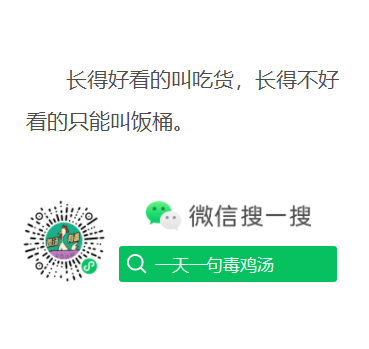 长得好看的叫吃货，长得不好
看的只能叫饭桶。
微信搜一搜
一天一句毒鸡汤